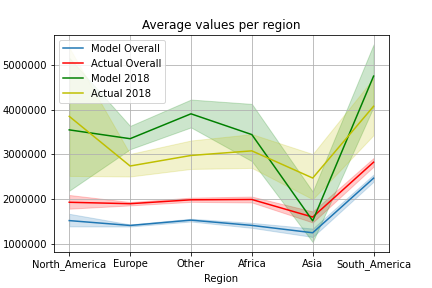 Average values per region
Model Overall
Actual Overall
Model 2018
Actual 2018
5000000
4000000
3000000
2000000
1000000
North_America Europe Other Africa Asia South_America
Region